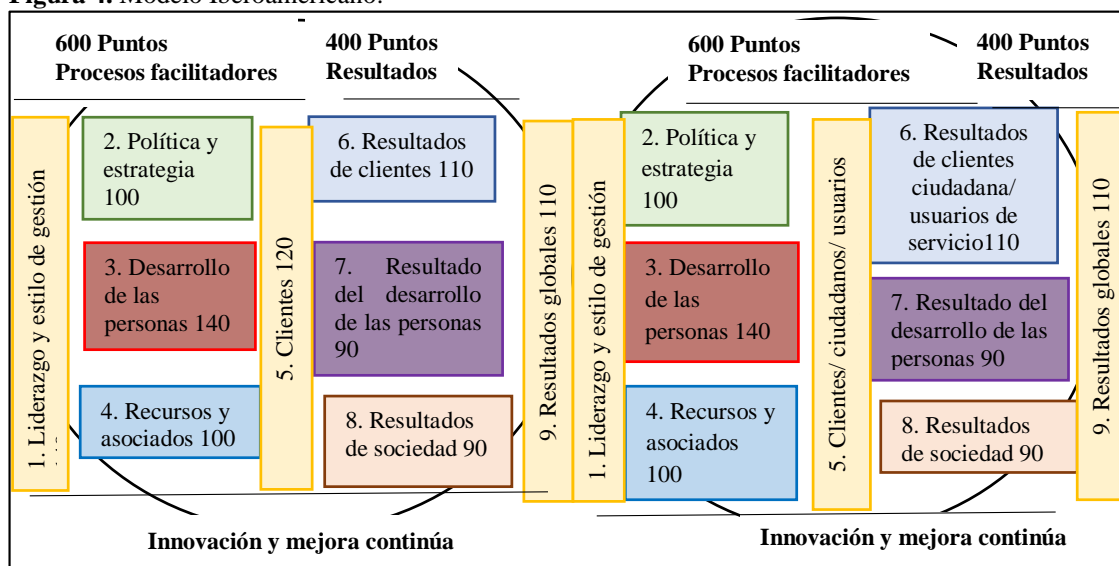 Figura 4. Modelo Iberoamericano.
600 Puntos
Procesos facilitadores
400 Puntos
Resultados
1. Liderazgo y estilo de gestión
2. Política y
estrategia
100
3. Desarrollo
de las
personas 140
4. Recursos y
asociados 100
5. Clientes 120
6. Resultados
de clientes 110
7. Resultado
del desarrollo
de las personas
90
8. Resultados
de sociedad 90
9. Resultados globales 110
Innovación y mejora continúa
600 Puntos
Procesos facilitadores
400 Puntos
Resultados
1. Liderazgo y estilo de gestión
2. Política y
estrategia
100
3. Desarrollo
de las
personas 140
4. Recursos y
asociados
100
5. Clientes/ ciudadanos/ usuarios
6. Resultados
de clientes
ciudadana/
usuarios de
servicio110
7. Resultado del
desarrollo de las
personas 90
8. Resultados
de sociedad 90
9. Resultados globales 110
Innovación y mejora continúa